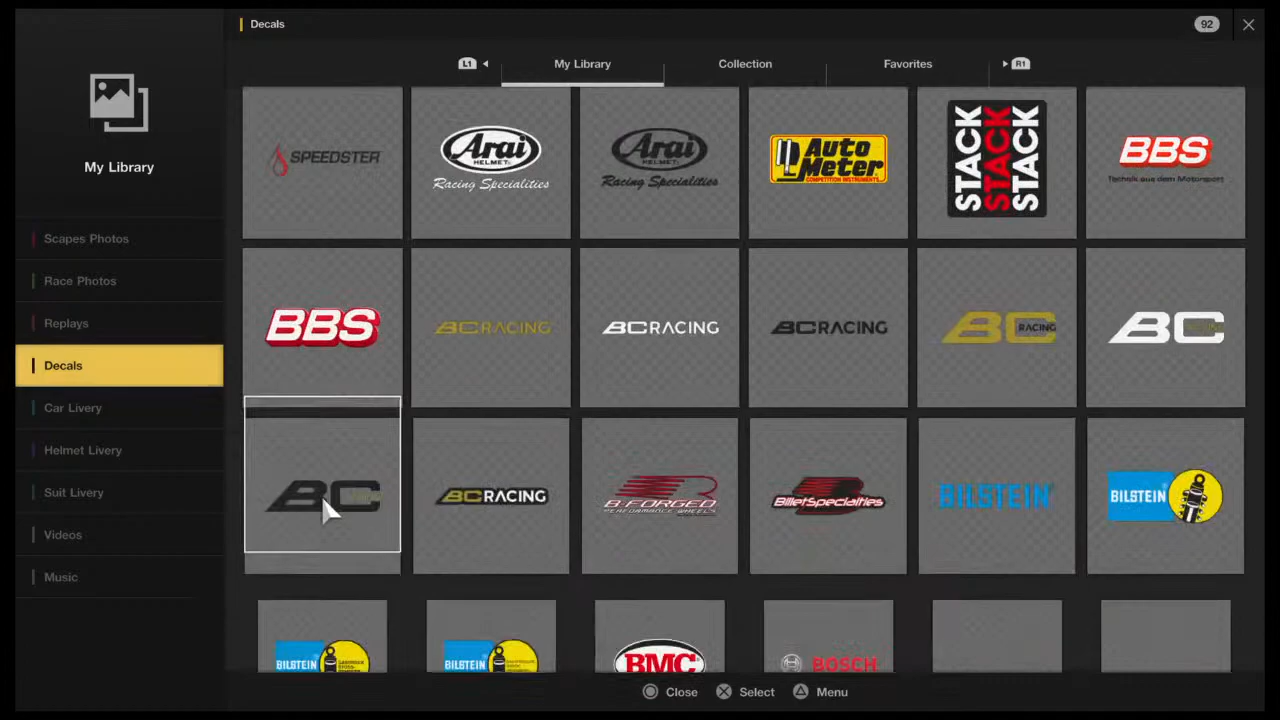 Decals
92
L1
My Library
Collection
Favorites
R1
My Library
Scapes Photos
Race Photos
Replays
Decals
Car Livery
Helmet Livery
Suit Livery
Videos
Music
SPEEDSTER
Arai
HELMET
Racing Specialities
Arai
HELMET
Racing Specialities
Auto
Meter
COMPETITION INSTRUMENTS
STACK
STACK
STACK
BBS
Technik aus dem Motorsport
BBS
BC RACING
BC RACING
BC RACING
BC RACING
BC
BC
BC RACING
B-FORGED
PERFORMANCE WHEELS
BilletSpecialties
BILSTEIN
BILSTEIN
BILSTEIN
BILSTEIN
BMC
BOSCH
Close
Select
Menu